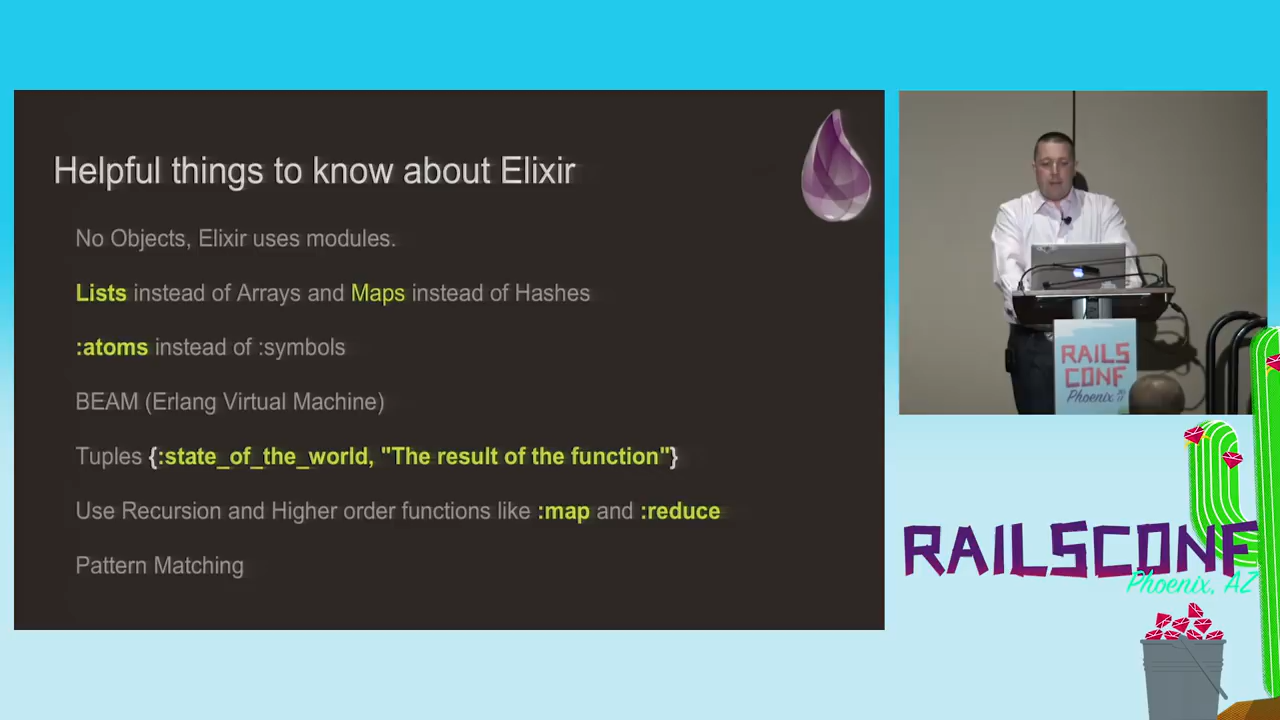 Helpful things to know about Elixir
No Objects, Elixir uses modules.
Lists instead of Arrays and Maps instead of Hashes
:atoms instead of :symbols
BEAM (Erlang Virtual Machine)
Tuples {:state_of_the_world, "The result of the function"}
Use Recursion and Higher order functions like :map and :reduce
Pattern Matching
RAILS
CONF
Phoenix
RAILSCONF
Phoenix, AZ